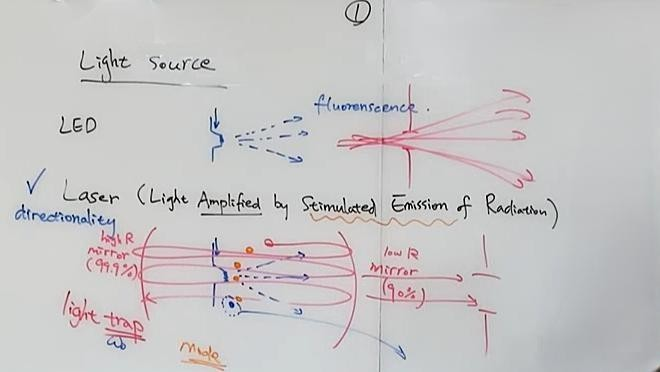 ①
Light source
fluorenscence.
LED
✓ Laser (Light Amplified by Stimulated Emission of Radiation)
directionality
high R
mirror
(99.9%)
low R
mirror
(90%)
light trap
ω
Mode